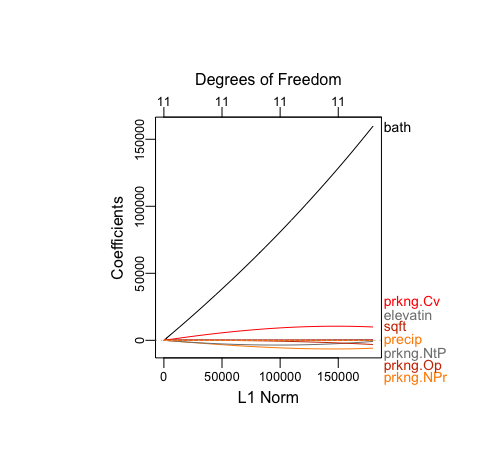 Degrees of Freedom
11 11 11 11
Coefficients
150000
100000
50000
0
bath
prkng.Cv
elevatin
sqft
precip
prkng.NtP
prkng.Op
prkng.NPr
0 50000 100000 150000
L1 Norm